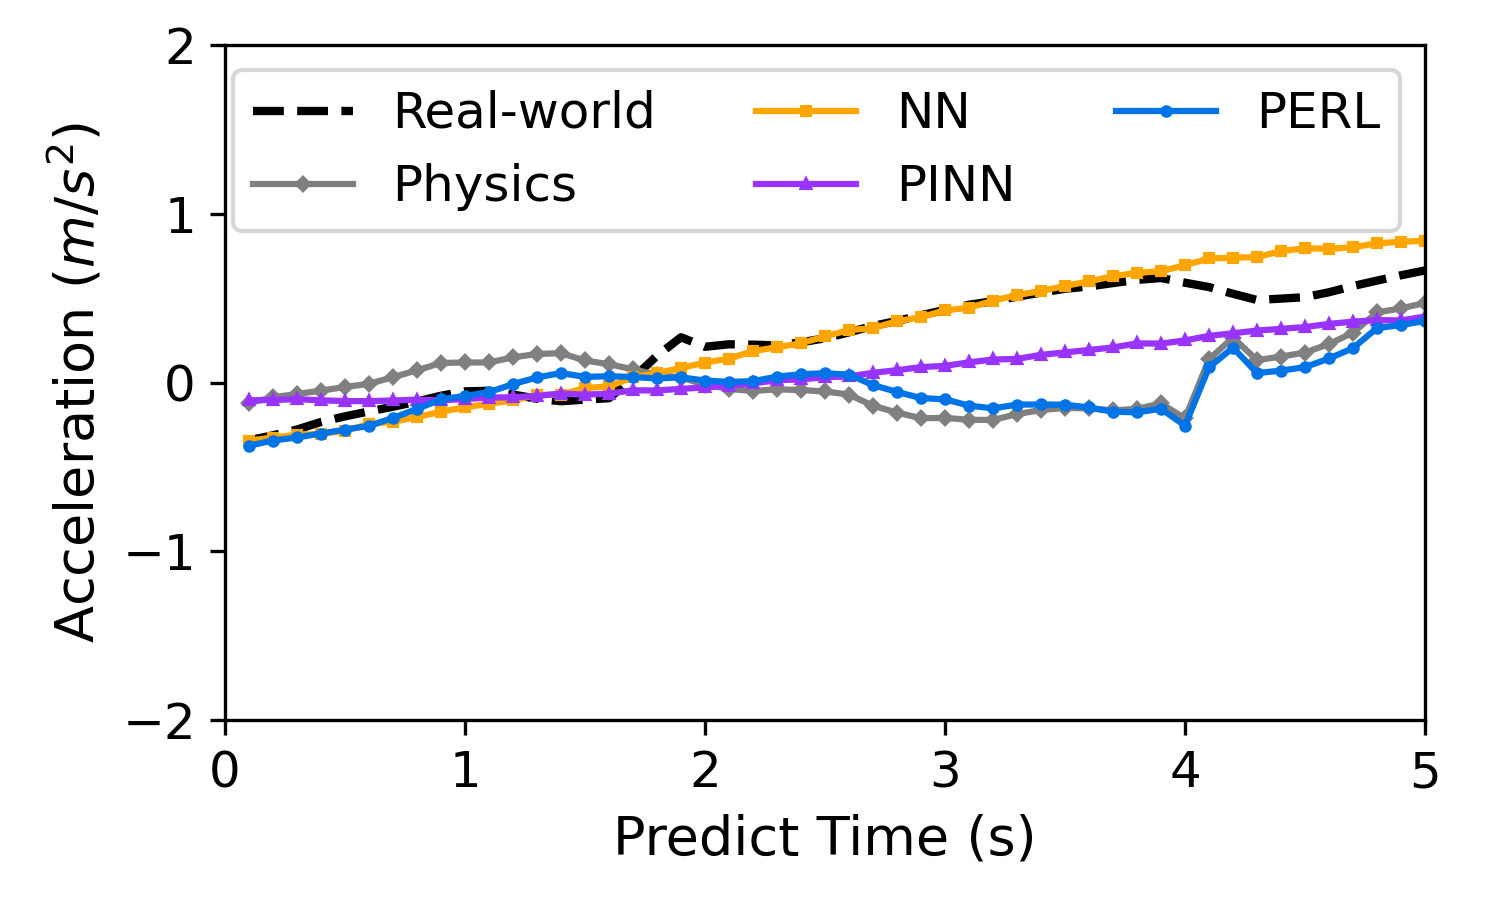 2
1
0
−1
−2
Acceleration (m/s²)
Real-world
NN
PERL
Physics
PINN
0 1 2 3 4 5
Predict Time (s)